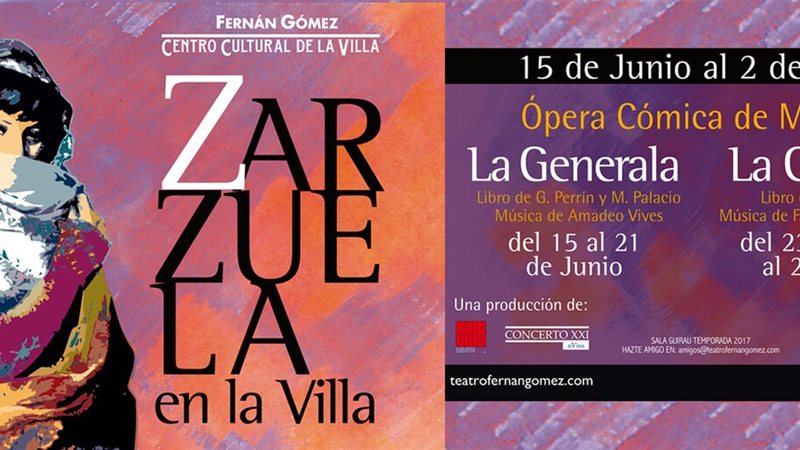 FERNÁN GÓMEZ
CENTRO CULTURAL DE LA VILLA
ZAR
ZUE
LA
en la Villa
15 de Junio al 2 de
Ópera Cómica de M
La Generala
Libro de G. Perrín y M. Palacio
Música de Amadeo Vives
del 15 al 21
de Junio
La
Libro
Música de F
del 2
al 2
Una producción de:
CONCERTO XXI
enVivo
SALA GUIRAU TEMPORADA 2017
HAZTE AMIGO EN: amigos@teatrofernangomez.com
teatrofernangomez.com